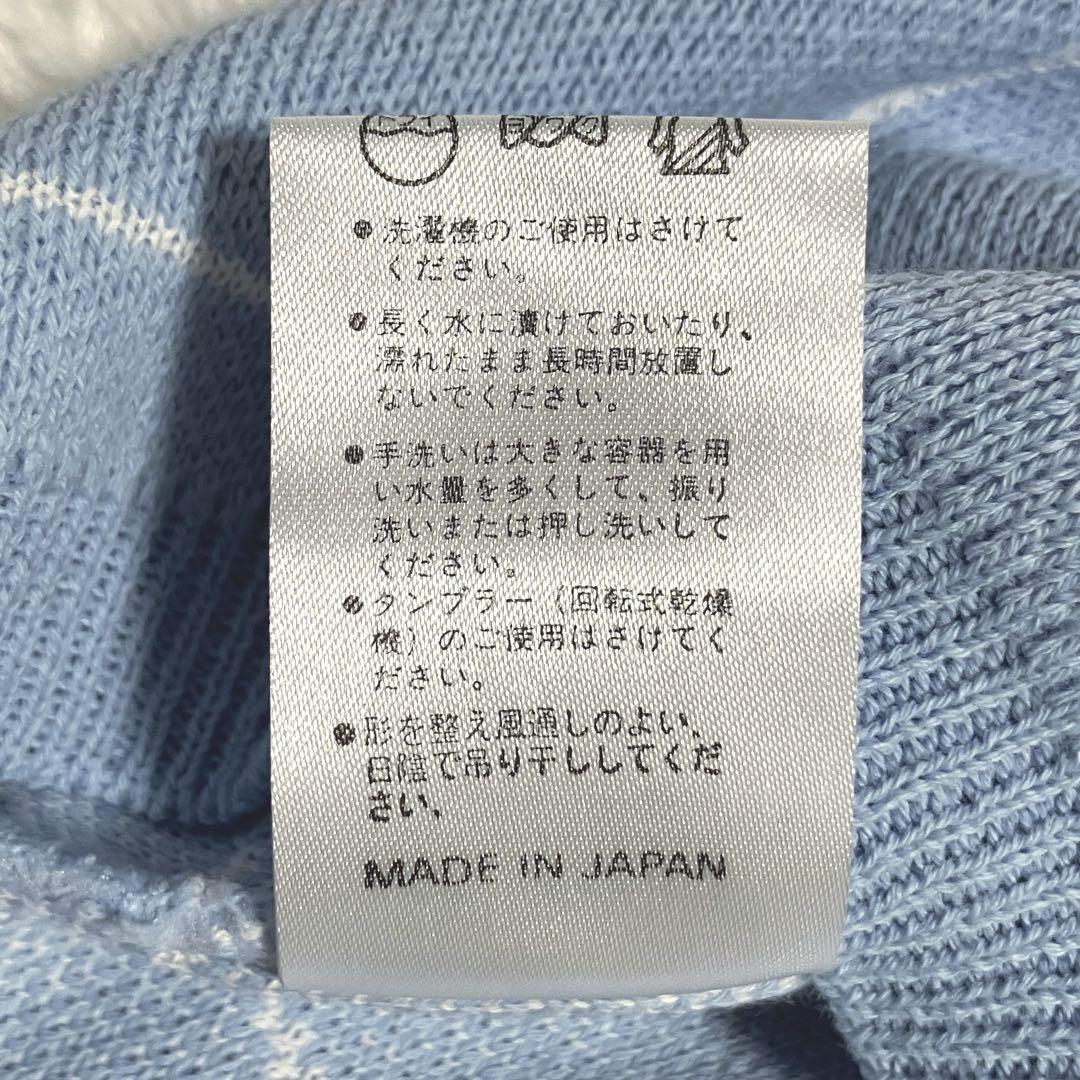 ドライ
●洗濯機のご使用はさけて
ください。
●長く水に漬けておいたり、
濡れたまま長時間放置し
ないでください。
●手洗いは大きな容器を用
い水量を多くして、振り
洗いまたは押し洗いして
ください。
●タンブラー(回転式乾燥
機)のご使用はさけてく
ださい。
●形を整え風通しのよい、
日陰で吊り干ししてくだ
さい。
MADE IN JAPAN